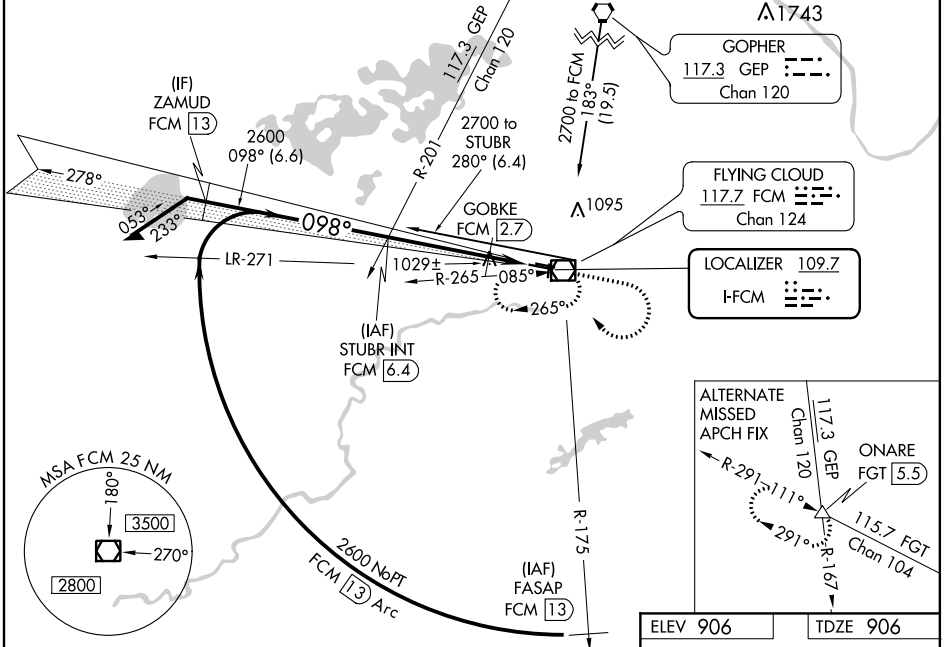 1743
GOPHER
117.3 GEP
Chan 120
117.3 GEP
Chan 120
R-201
2700 to FCM
183°
(19.5)
(IF)
ZAMUD
FCM 13
2600
098° (6.6)
2700 to
STUBR
280° (6.4)
278°
053°
233°
098°
GOBKE
FCM 2.7
1095
FLYING CLOUD
117.7 FCM
Chan 124
LR-271
1029±
R-265
085°
265°
LOCALIZER 109.7
I-FCM
(IAF)
STUBR INT
FCM 6.4
ALTERNATE
MISSED
APCH FIX
117.3 GEP
Chan 120
ONARE
FGT 5.5
R-291
111°
291°
R-167
115.7 FGT
Chan 104
MSA FCM 25 NM
180°
3500
270°
2800
2600 NoPT
FCM 13 Arc
R-175
(IAF)
FASAP
FCM 13
ELEV 906
TDZE 906